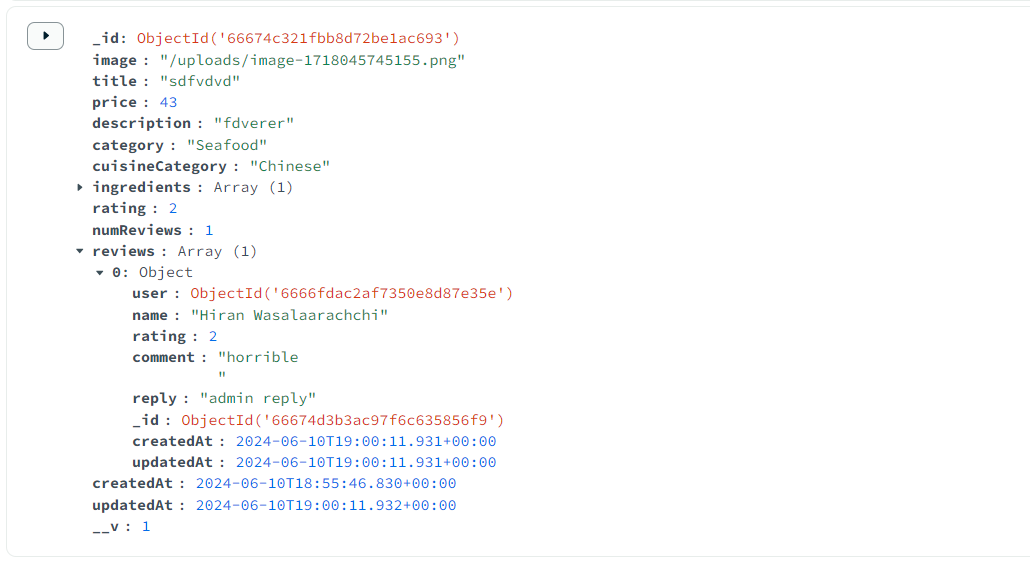 _id: ObjectId('66674c321fbb8d72be1ac693')
image : "/uploads/image-1718045745155.png"
title : "sdfvdvd"
price : 43
description : "fdverer"
category : "Seafood"
cuisineCategory : "Chinese"
ingredients : Array (1)
rating : 2
numReviews : 1
reviews : Array (1)
0: Object
user : ObjectId('6666fdac2af7350e8d87e35e')
name : "Hiran Wasalaarachchi"
rating : 2
comment : "horrible
"
reply : "admin reply"
_id : ObjectId('66674d3b3ac97f6c635856f9')
createdAt : 2024-06-10T19:00:11.931+00:00
updatedAt : 2024-06-10T19:00:11.931+00:00
createdAt : 2024-06-10T18:55:46.830+00:00
updatedAt : 2024-06-10T19:00:11.932+00:00
__v : 1